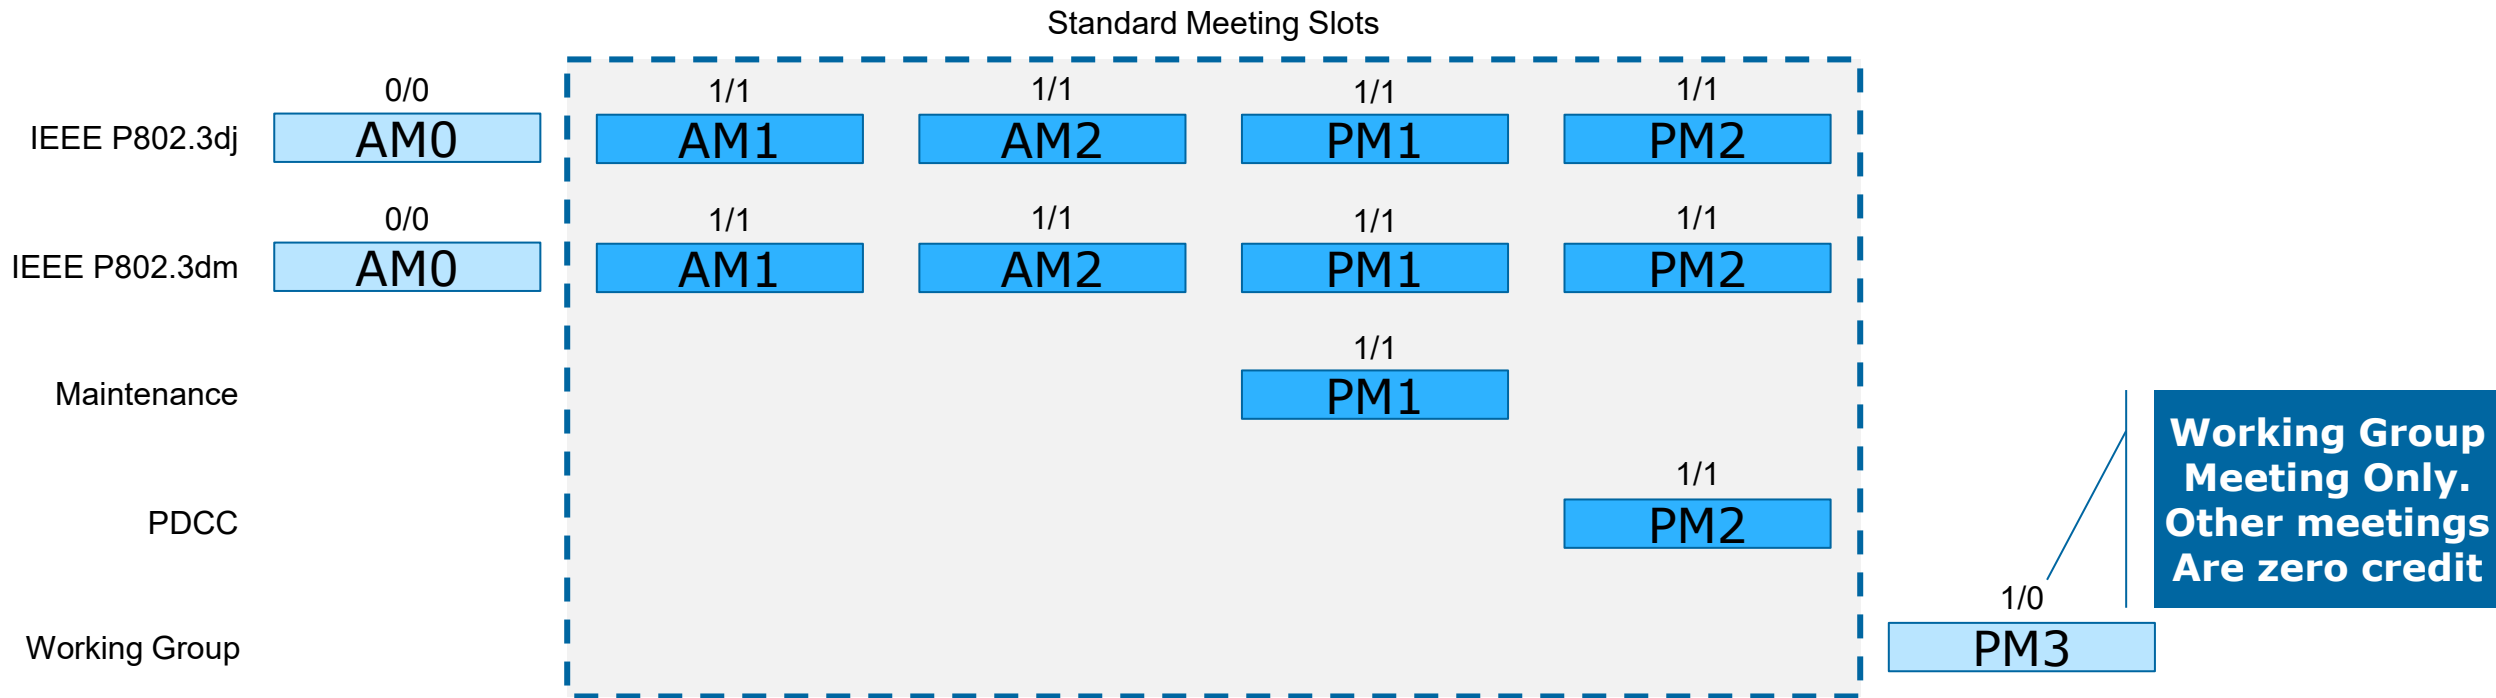 Standard Meeting Slots
0/0 1/1 1/1 1/1 1/1
IEEE P802.3dj AM0 AM1 AM2 PM1 PM2
0/0 1/1 1/1 1/1 1/1
IEEE P802.3dm AM0 AM1 AM2 PM1 PM2
1/1
Maintenance PM1
1/1
PDCC PM2
Working Group
Meeting Only.
Other meetings
Are zero credit
1/0
Working Group PM3